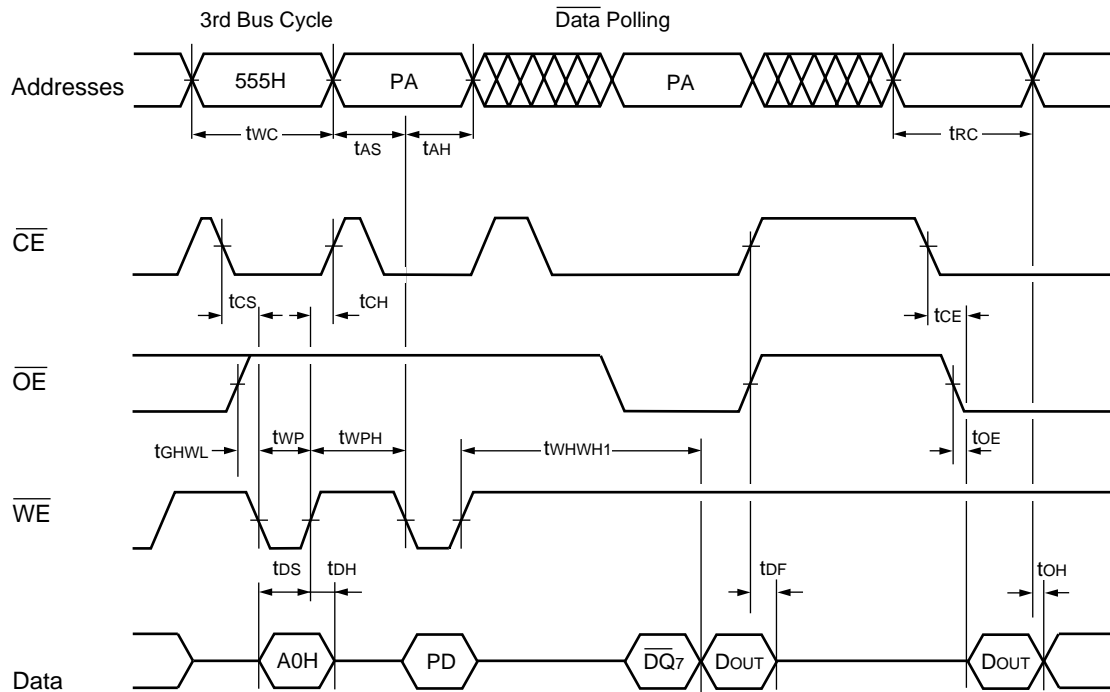 3rd Bus Cycle
Data Polling
Addresses
555H
PA
PA
tWC
tAS
tAH
tRC
CE
tCS
tCH
tCE
OE
tGHWL
tWP
tWPH
tWHWH1
tOE
WE
tDS
tDH
tDF
tOH
Data
A0H
PD
DQ7
DOUT
DOUT